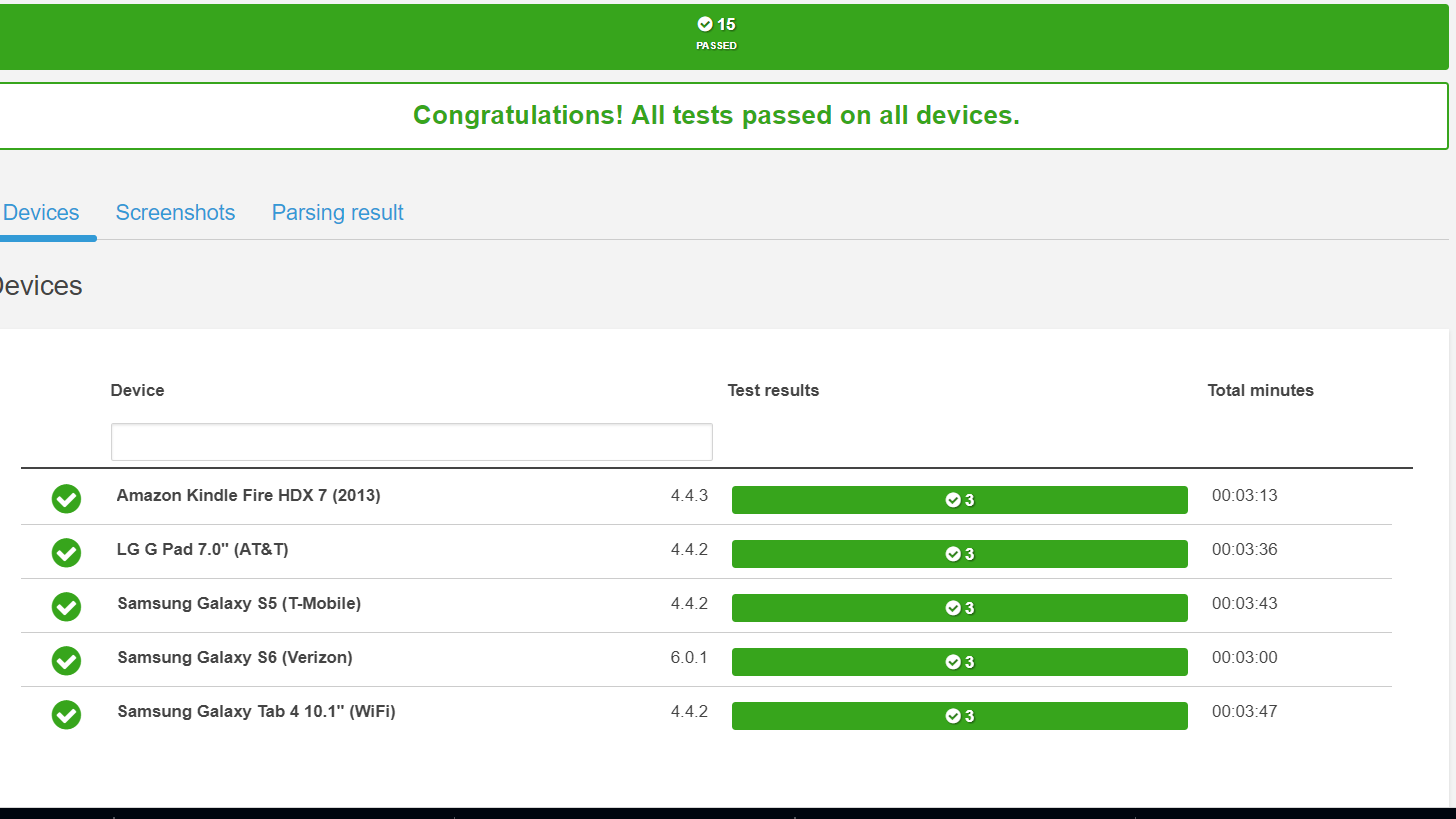 15
PASSED
Congratulations! All tests passed on all devices.
Devices Screenshots Parsing result
Devices
Device Test results Total minutes
Amazon Kindle Fire HDX 7 (2013) 4.4.3 3 00:03:13
LG G Pad 7.0" (AT&T) 4.4.2 3 00:03:36
Samsung Galaxy S5 (T-Mobile) 4.4.2 3 00:03:43
Samsung Galaxy S6 (Verizon) 6.0.1 3 00:03:00
Samsung Galaxy Tab 4 10.1" (WiFi) 4.4.2 3 00:03:47